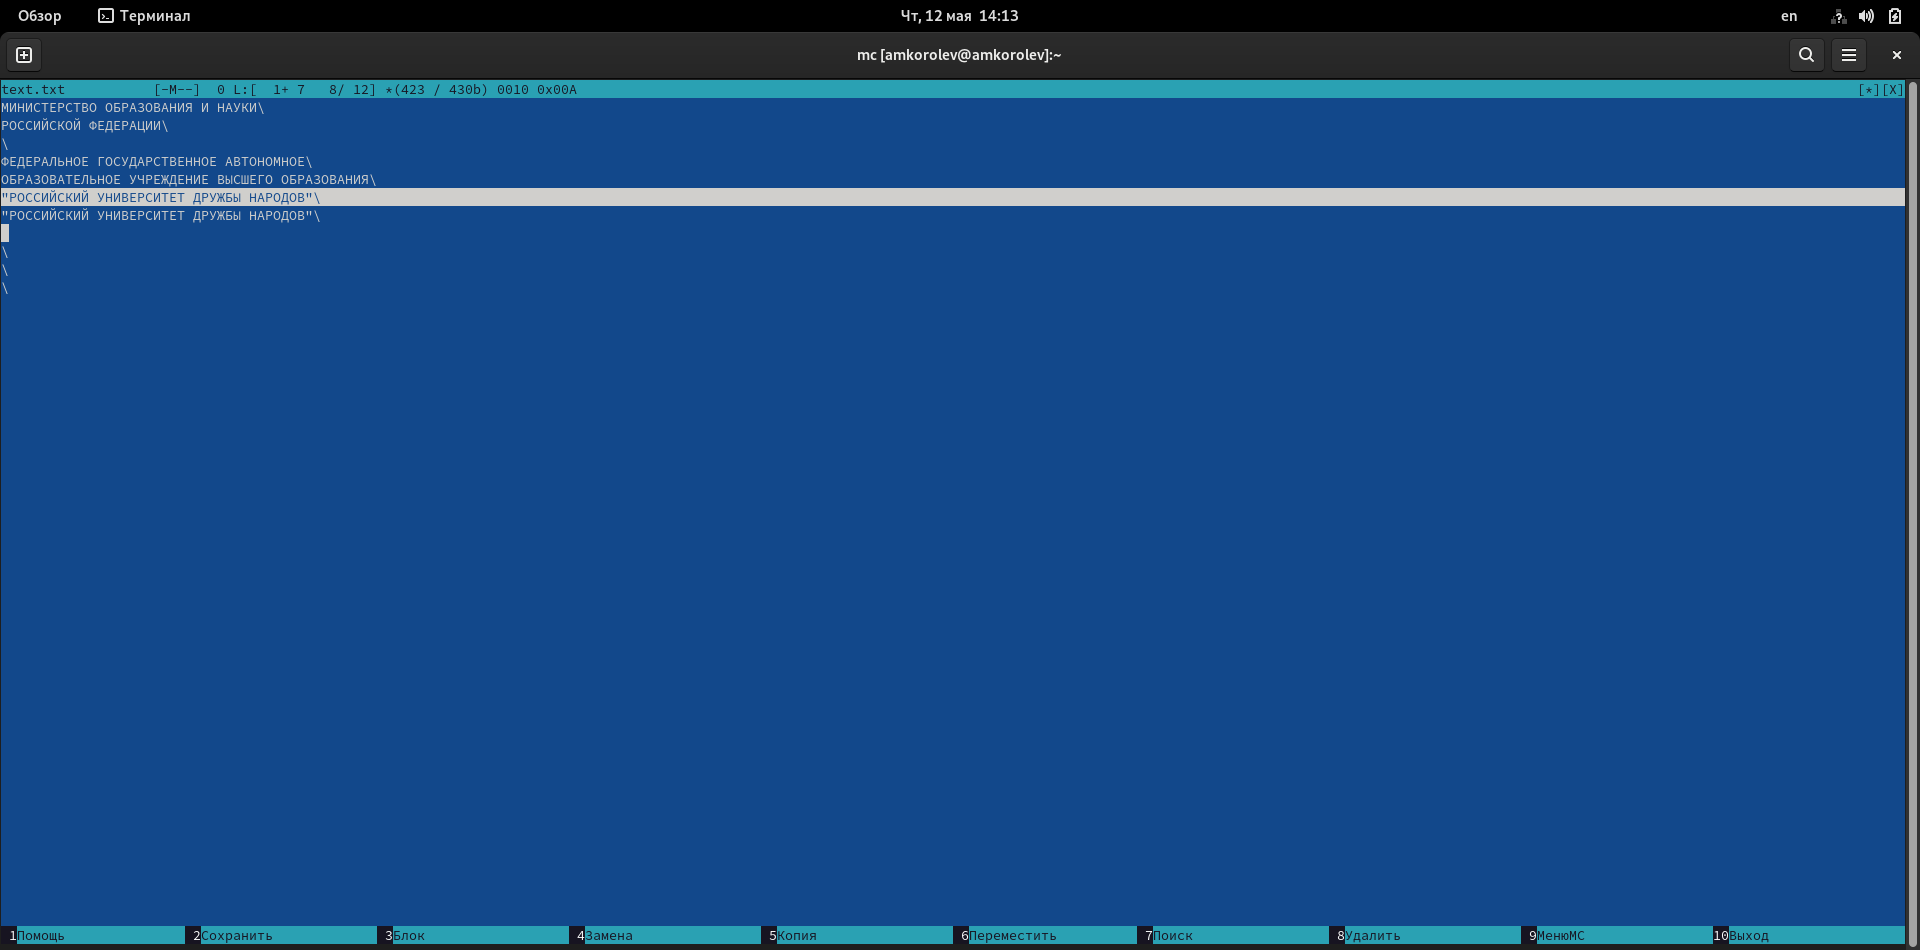 Обзор Терминал Чт, 12 мая 14:13 en
mc [amkorolev@amkorolev]:~
text.txt [-M--] 0 L:[ 1+ 7 8/ 12] *(423 / 430b) 0010 0x00A [*][X]
МИНИСТЕРСТВО ОБРАЗОВАНИЯ И НАУКИ\
РОССИЙСКОЙ ФЕДЕРАЦИИ\
\
ФЕДЕРАЛЬНОЕ ГОСУДАРСТВЕННОЕ АВТОНОМНОЕ\
ОБРАЗОВАТЕЛЬНОЕ УЧРЕЖДЕНИЕ ВЫСШЕГО ОБРАЗОВАНИЯ\
"РОССИЙСКИЙ УНИВЕРСИТЕТ ДРУЖБЫ НАРОДОВ"\
"РОССИЙСКИЙ УНИВЕРСИТЕТ ДРУЖБЫ НАРОДОВ"\
\
\
\
1Помощь 2Сохранить 3Блок 4Замена 5Копия 6Переместить 7Поиск 8Удалить 9МенюMC 10Выход